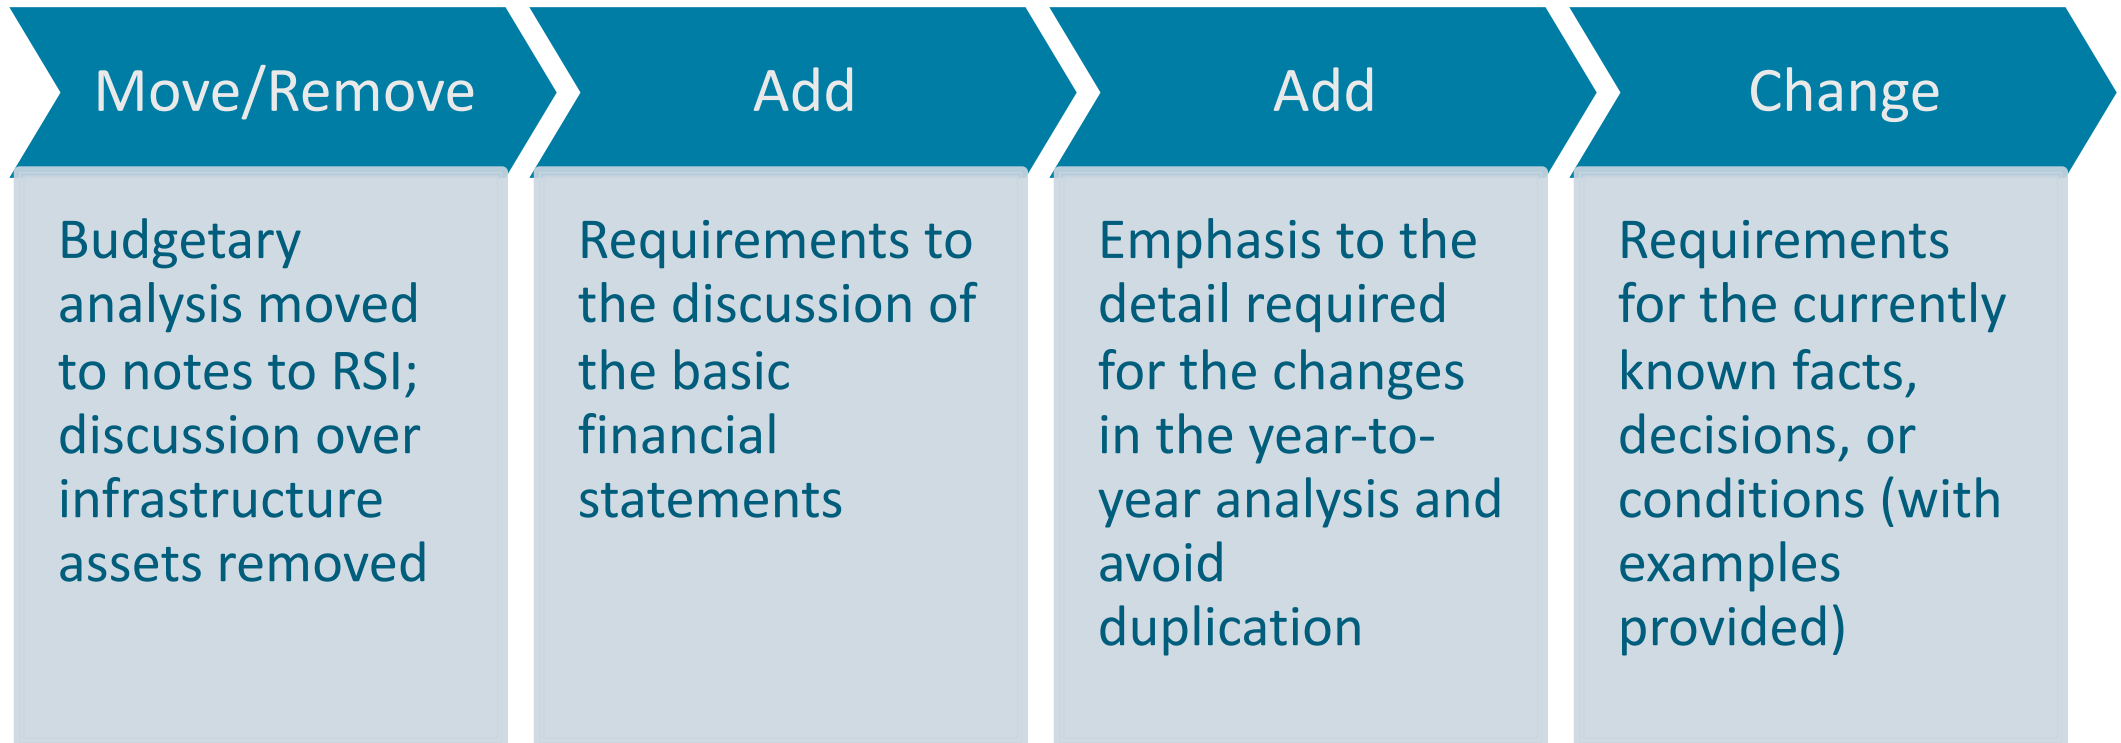 Move/Remove
Budgetary
analysis moved
to notes to RSI;
discussion over
infrastructure
assets removed
Add
Requirements to
the discussion of
the basic
financial
statements
Add
Emphasis to the
detail required
for the changes
in the year-to-
year analysis and
avoid
duplication
Change
Requirements
for the currently
known facts,
decisions, or
conditions (with
examples
provided)